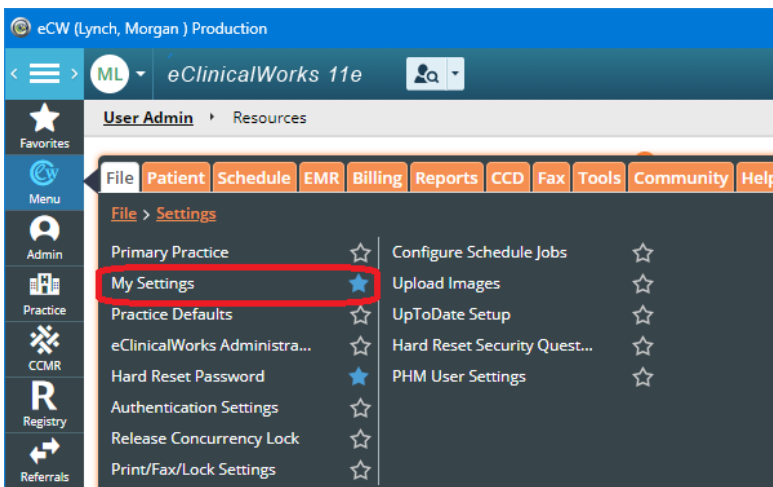 eCW (Lynch, Morgan ) Production
ML eClinicalWorks 11e
User Admin Resources
Favorites
Menu
Admin
Practice
CCMR
R
Registry
Referrals
File Patient Schedule EMR Billing Reports CCD Fax Tools Community Help
File > Settings
Primary Practice
My Settings
Practice Defaults
eClinicalWorks Administra...
Hard Reset Password
Authentication Settings
Release Concurrency Lock
Print/Fax/Lock Settings
Configure Schedule Jobs
Upload Images
UpToDate Setup
Hard Reset Security Quest...
PHM User Settings